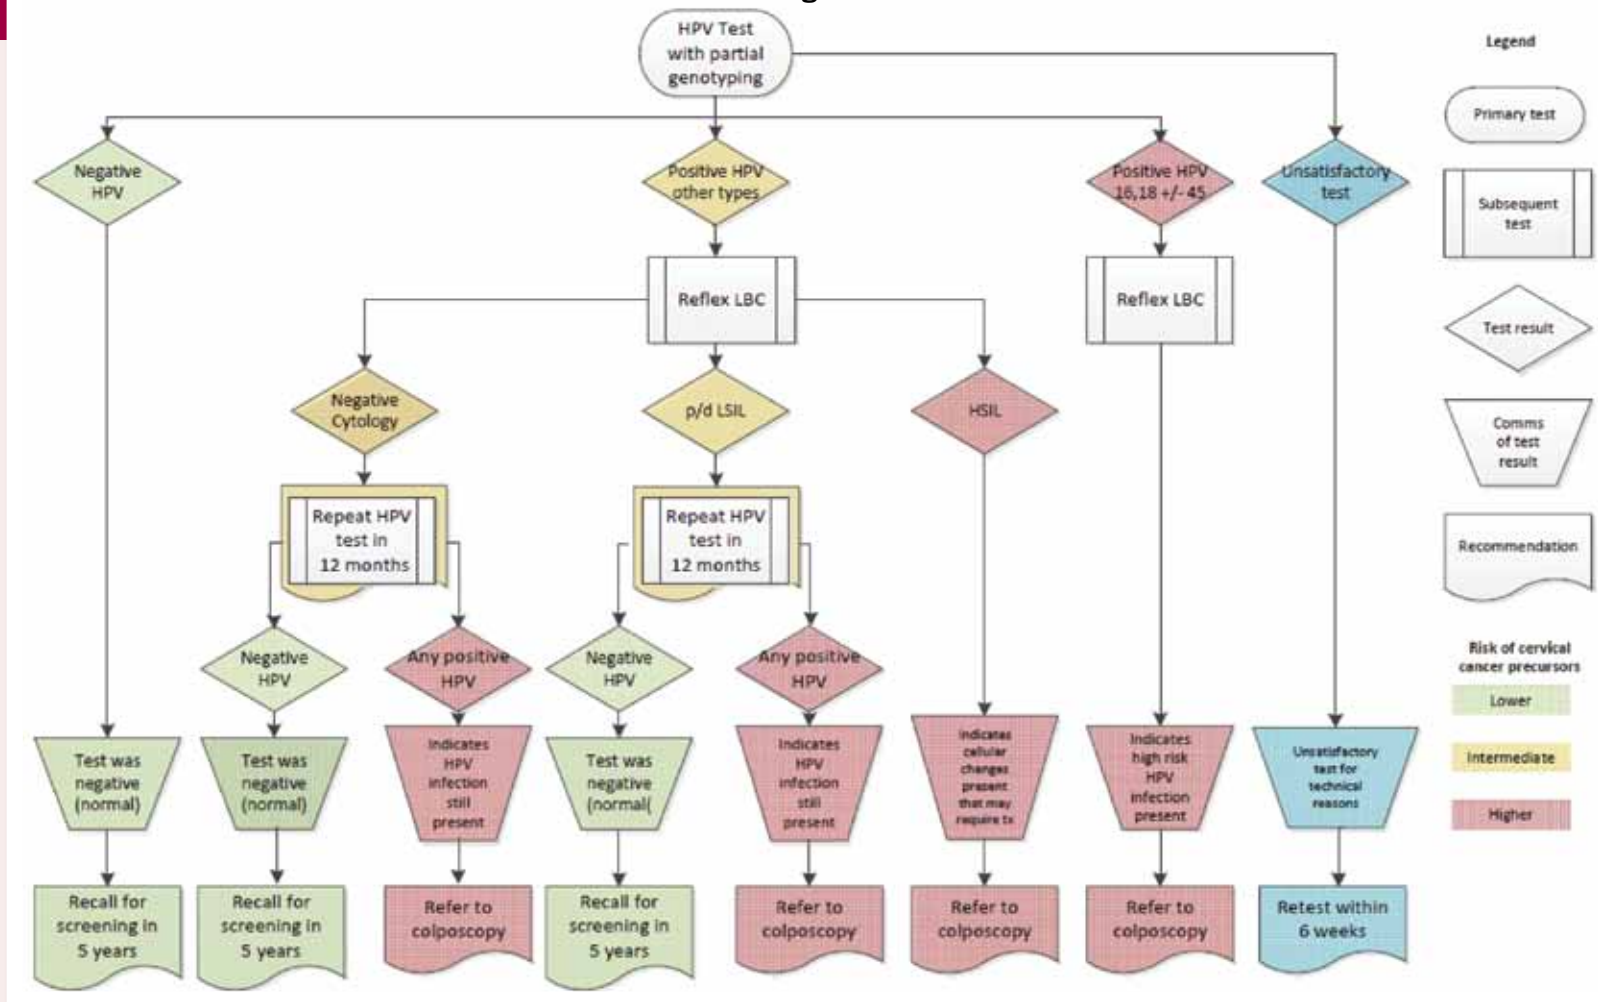 HPV Test
with partial
genotyping
Legend
Primary test
Negative
HPV
Positive HPV
other types
Positive HPV
16,18 +/- 45
Unsatisfactory
test
Subsequent
test
Reflex LBC
Reflex LBC
Test result
Negative
Cytology
p/d LSIL
HSIL
Comms
of test
result
Repeat HPV
test in
12 months
Repeat HPV
test in
12 months
Recommendation
Negative
HPV
Any positive
HPV
Negative
HPV
Any positive
HPV
Risk of cervical
cancer precursors
Lower
Intermediate
Higher
Test was
negative
(normal)
Test was
negative
(normal)
Indicates
HPV
infection
still
present
Test was
negative
(normal(
Indicates
HPV
infection
still
present
Indicates
cellular
changes
present
that may
require tx
Indicates
high risk
HPV
infection
present
Unsatisfactory
test for
technical
reasons
Recall for
screening in
5 years
Recall for
screening in
5 years
Refer to
colposcopy
Recall for
screening in
5 years
Refer to
colposcopy
Refer to
colposcopy
Refer to
colposcopy
Retest within
6 weeks